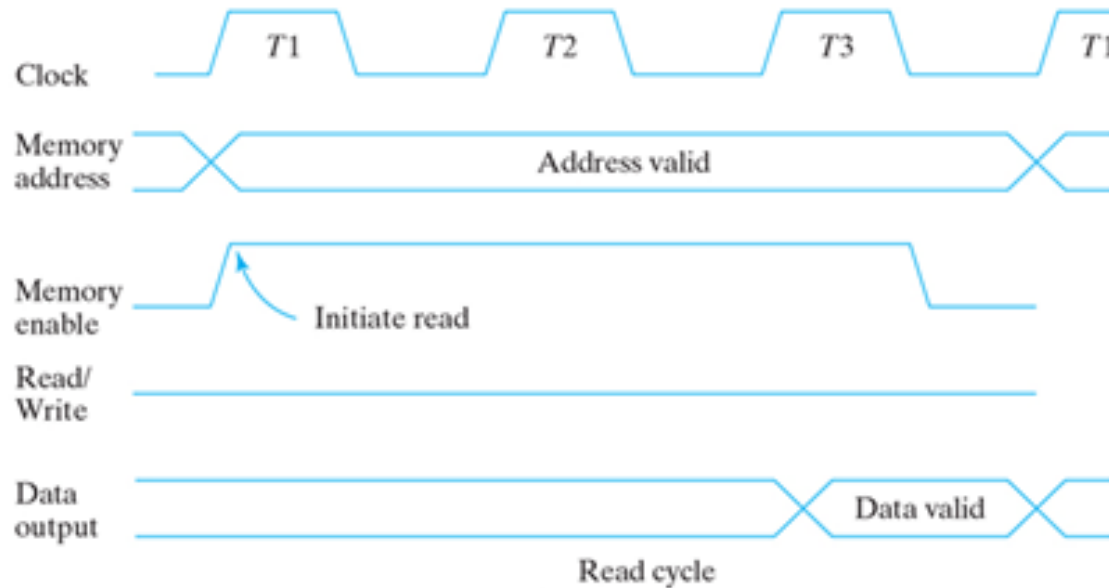 T1
T2
T3
T1
Clock
Memory
address
Address valid
Memory
enable
Initiate read
Read/
Write
Data
output
Data valid
Read cycle